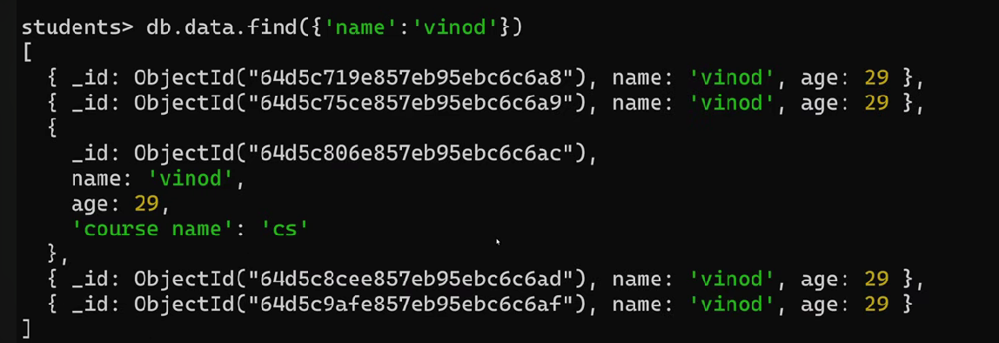 students> db.data.find({'name':'vinod'})
[
  { _id: ObjectId("64d5c719e857eb95ebc6c6a8"), name: 'vinod', age: 29 },
  { _id: ObjectId("64d5c75ce857eb95ebc6c6a9"), name: 'vinod', age: 29 },
  {
    _id: ObjectId("64d5c806e857eb95ebc6c6ac"),
    name: 'vinod',
    age: 29,
    'course name': 'cs'
  },
  { _id: ObjectId("64d5c8cee857eb95ebc6c6ad"), name: 'vinod', age: 29 },
  { _id: ObjectId("64d5c9afe857eb95ebc6c6af"), name: 'vinod', age: 29 }
]